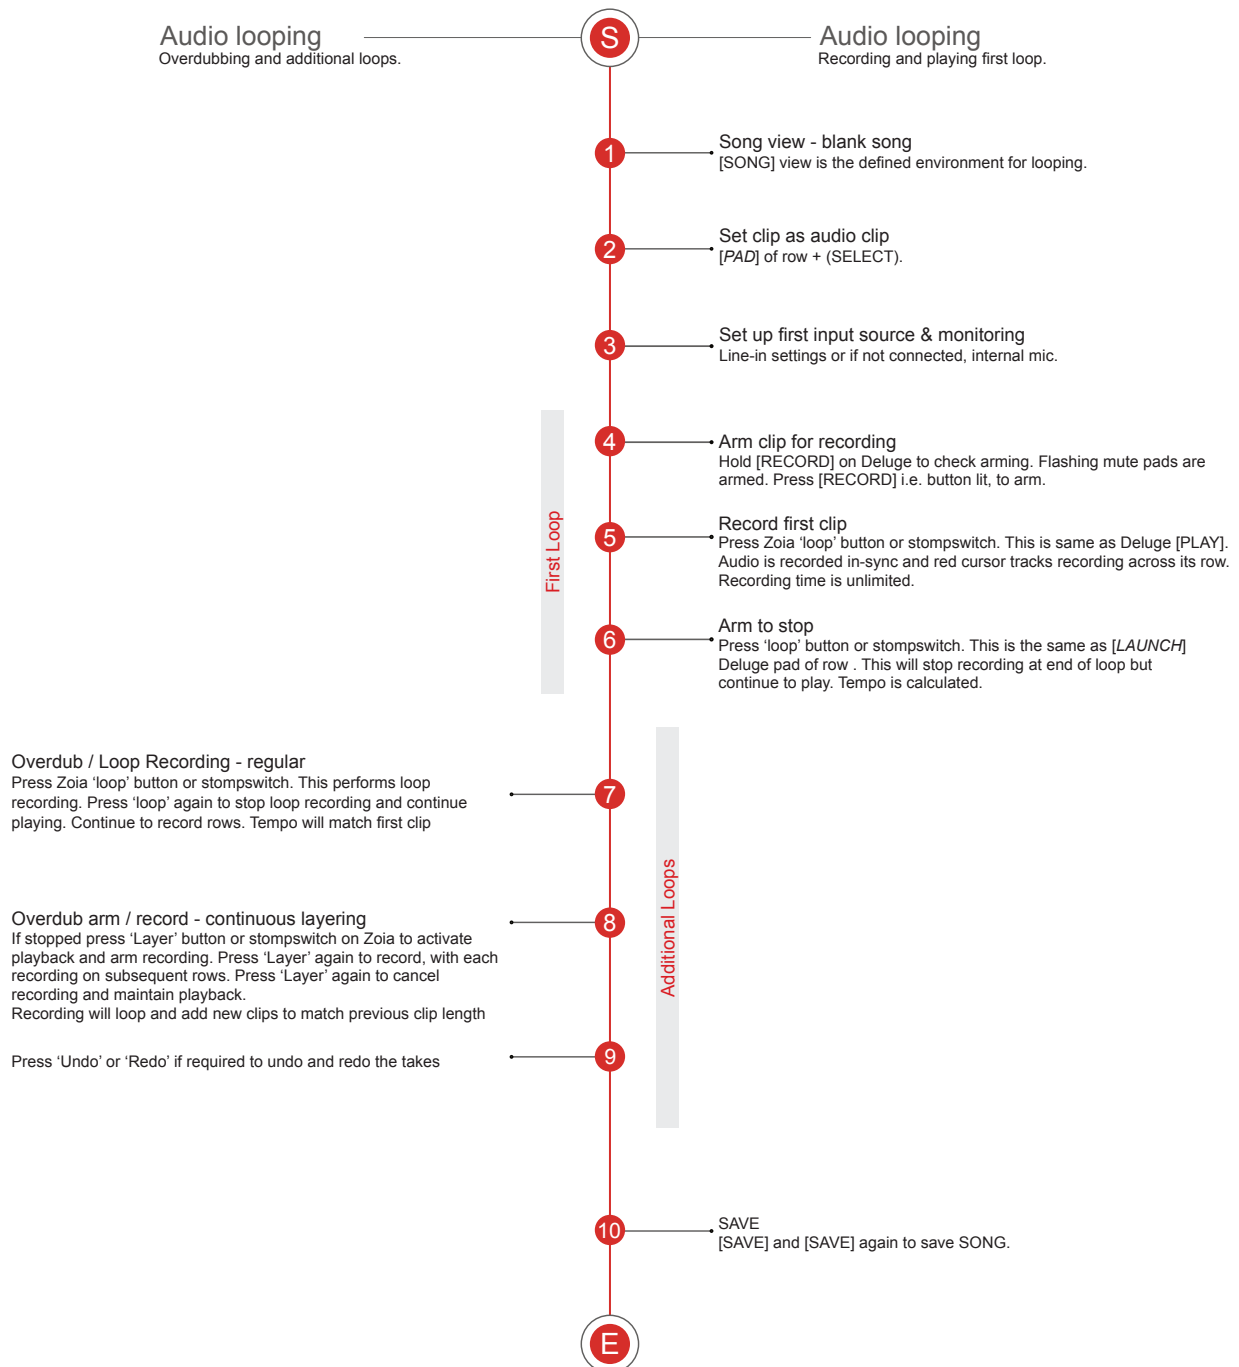 Audio looping
Overdubbing and additional loops.
S
Audio looping
Recording and playing first loop.
1
Song view - blank song
[SONG] view is the defined environment for looping.
2
Set clip as audio clip
[PAD] of row + (SELECT).
3
Set up first input source & monitoring
Line-in settings or if not connected, internal mic.
First Loop
4
Arm clip for recording
Hold [RECORD] on Deluge to check arming. Flashing mute pads are
armed. Press [RECORD] i.e. button lit, to arm.
5
Record first clip
Press Zoia ‘loop’ button or stompswitch. This is same as Deluge [PLAY].
Audio is recorded in-sync and red cursor tracks recording across its row.
Recording time is unlimited.
6
Arm to stop
Press ‘loop’ button or stompswitch. This is the same as [LAUNCH]
Deluge pad of row . This will stop recording at end of loop but
continue to play. Tempo is calculated.
Additional Loops
Overdub / Loop Recording - regular
Press Zoia ‘loop’ button or stompswitch. This performs loop
recording. Press ‘loop’ again to stop loop recording and continue
playing. Continue to record rows. Tempo will match first clip
7
Overdub arm / record - continuous layering
If stopped press ‘Layer’ button or stompswitch on Zoia to activate
playback and arm recording. Press ‘Layer’ again to record, with each
recording on subsequent rows. Press ‘Layer’ again to cancel
recording and maintain playback.
Recording will loop and add new clips to match previous clip length
8
Press ‘Undo’ or ‘Redo’ if required to undo and redo the takes
9
10
SAVE
[SAVE] and [SAVE] again to save SONG.
E